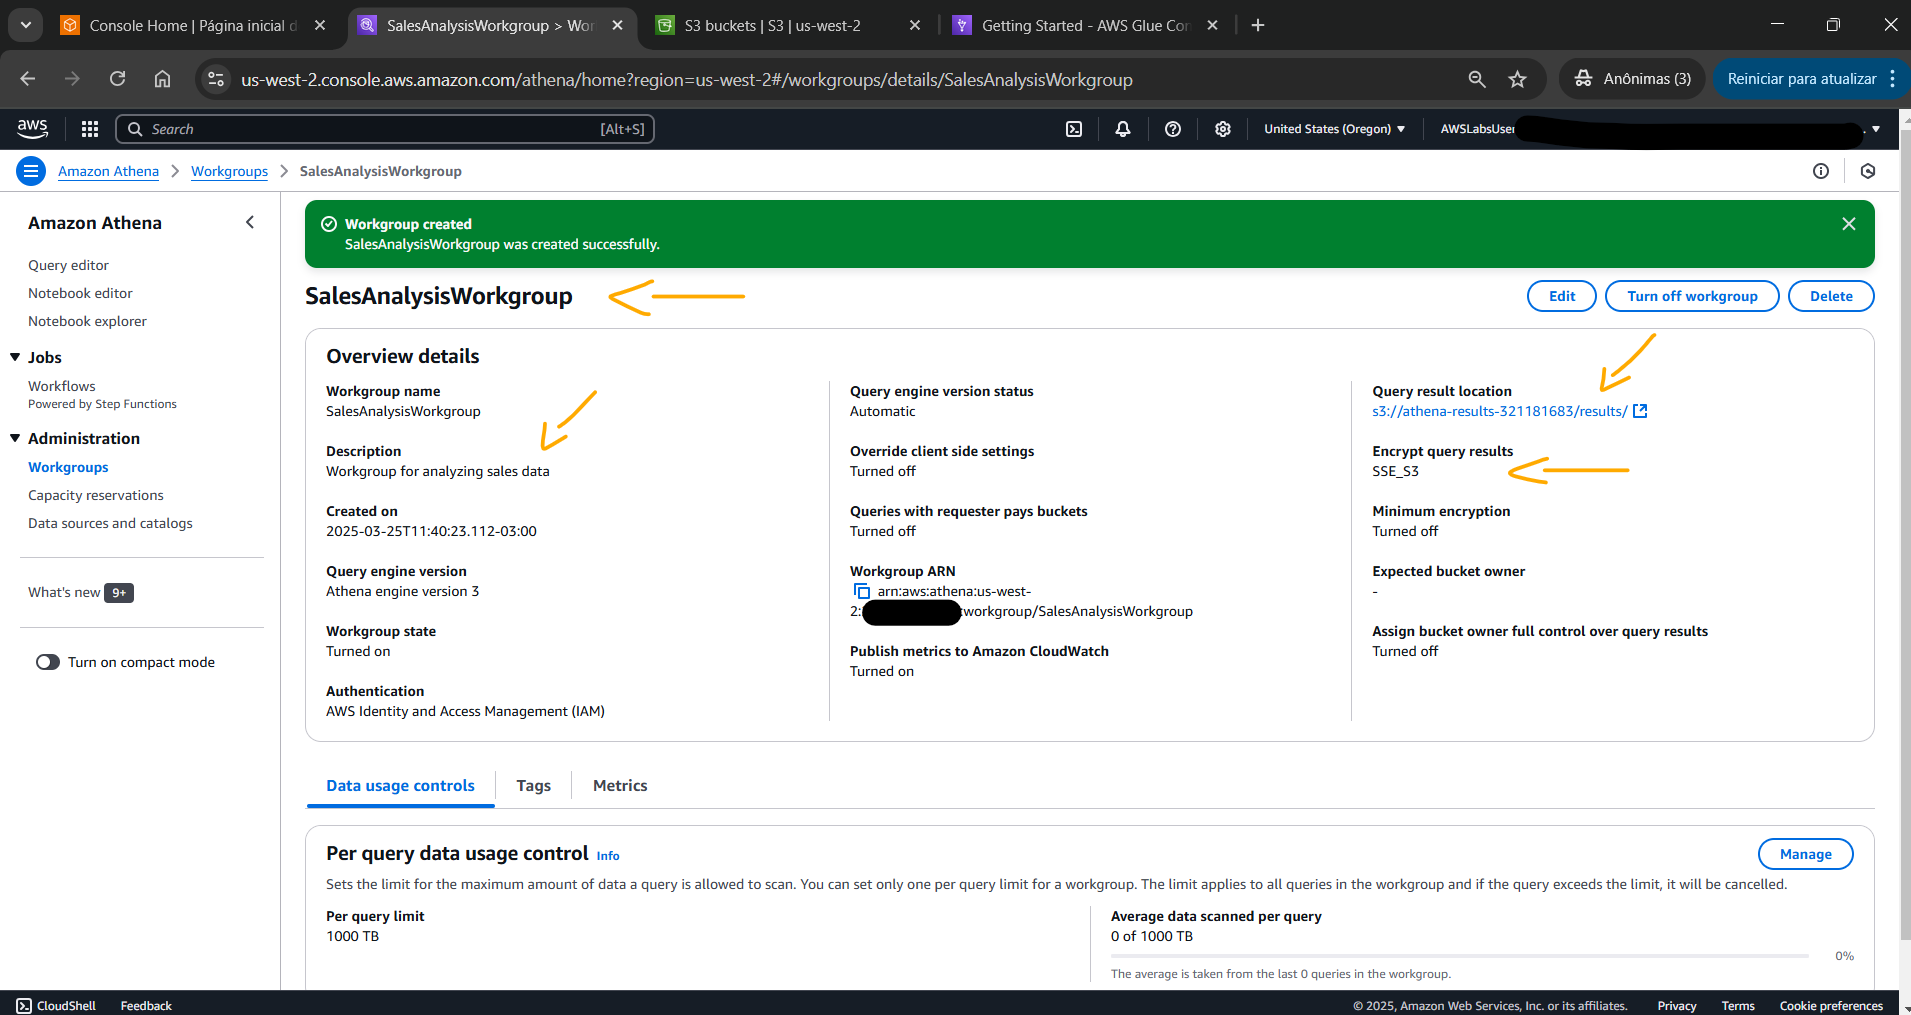 Console Home | Página inicial d
SalesAnalysisWorkgroup > Wor
S3 buckets | S3 | us-west-2
Getting Started - AWS Glue Con
us-west-2.console.aws.amazon.com/athena/home?region=us-west-2#/workgroups/details/SalesAnalysisWorkgroup
Anônimas (3)
Reiniciar para atualizar
aws
Search
[Alt+S]
United States (Oregon)
AWSLabsUser
Amazon Athena
Workgroups
SalesAnalysisWorkgroup
Amazon Athena
Query editor
Notebook editor
Notebook explorer
Jobs
Workflows
Powered by Step Functions
Administration
Workgroups
Capacity reservations
Data sources and catalogs
What's new 9+
Turn on compact mode
Workgroup created
SalesAnalysisWorkgroup was created successfully.
SalesAnalysisWorkgroup
Edit
Turn off workgroup
Delete
Overview details
Workgroup name
SalesAnalysisWorkgroup
Description
Workgroup for analyzing sales data
Created on
2025-03-25T11:40:23.112-03:00
Query engine version
Athena engine version 3
Workgroup state
Turned on
Authentication
AWS Identity and Access Management (IAM)
Query engine version status
Automatic
Override client side settings
Turned off
Queries with requester pays buckets
Turned off
Workgroup ARN
arn:aws:athena:us-west-
2: :workgroup/SalesAnalysisWorkgroup
Publish metrics to Amazon CloudWatch
Turned on
Query result location
s3://athena-results-321181683/results/
Encrypt query results
SSE_S3
Minimum encryption
Turned off
Expected bucket owner
-
Assign bucket owner full control over query results
Turned off
Data usage controls
Tags
Metrics
Per query data usage control Info
Manage
Sets the limit for the maximum amount of data a query is allowed to scan. You can set only one per query limit for a workgroup. The limit applies to all queries in the workgroup and if the query exceeds the limit, it will be cancelled.
Per query limit
1000 TB
Average data scanned per query
0 of 1000 TB
0%
The average is taken from the last 0 queries in the workgroup.
CloudShell
Feedback
© 2025, Amazon Web Services, Inc. or its affiliates.
Privacy
Terms
Cookie preferences